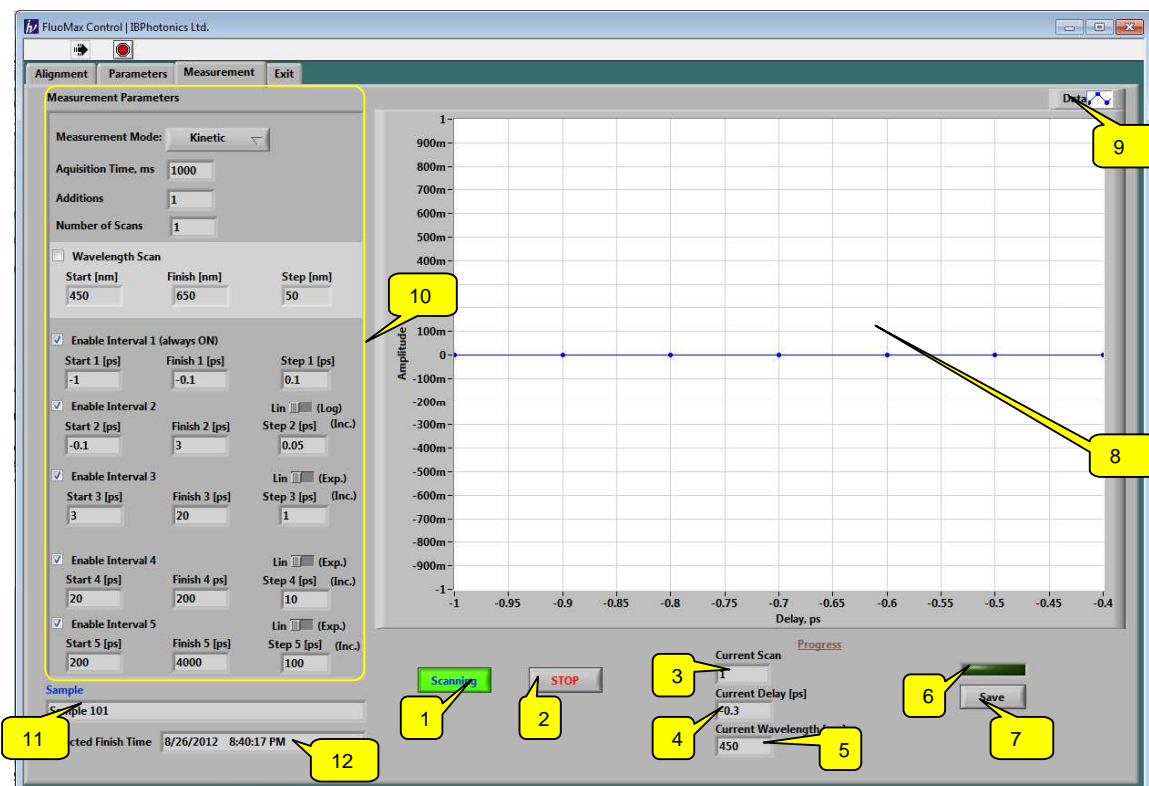 FluoMax Control | IBPhotonics Ltd.
Alignment Parameters Measurement Exit
Measurement Parameters
Measurement Mode: Kinetic
Aquisition Time, ms 1000
Additions 1
Number of Scans 1
Wavelength Scan
Start [nm] Finish [nm] Step [nm]
450 650 50
Enable Interval 1 (always ON)
Start 1 [ps] Finish 1 [ps] Step 1 [ps]
-1 -0.1 0.1
Enable Interval 2 Lin (Log)
Start 2 [ps] Finish 2 [ps] Step 2 [ps] (Inc.)
-0.1 3 0.05
Enable Interval 3 Lin (Exp.)
Start 3 [ps] Finish 3 [ps] Step 3 [ps] (Inc.)
3 20 1
Enable Interval 4 Lin (Exp.)
Start 4 [ps] Finish 4 ps] Step 4 [ps] (Inc.)
20 200 10
Enable Interval 5 Lin (Exp.)
Start 5 [ps] Finish 5 [ps] Step 5 [ps] (Inc.)
200 4000 100
Sample
Sample 101
Finish Time 8/26/2012 8:40:17 PM
Data
1
900m
800m
700m
600m
500m
400m
100m
0
-100m
-200m
-300m
-400m
-500m
-600m
-700m
-800m
-900m
-1
Amplitude
-1 -0.95 -0.9 -0.85 -0.8 -0.75 -0.7 -0.65 -0.6 -0.55 -0.5 -0.45 -0.4
Delay, ps
Progress
Scanning
STOP
Current Scan
1
Current Delay [ps]
-0.3
Current Wavelength
450
Save
1
2
3
4
5
6
7
8
9
10
11
12